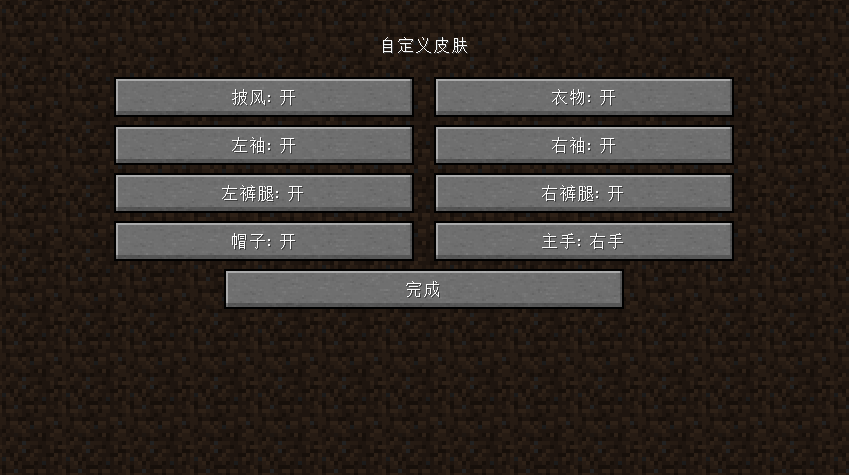 自定义皮肤
披风: 开
衣物: 开
左袖: 开
右袖: 开
左裤腿: 开
右裤腿: 开
帽子: 开
主手: 右手
完成